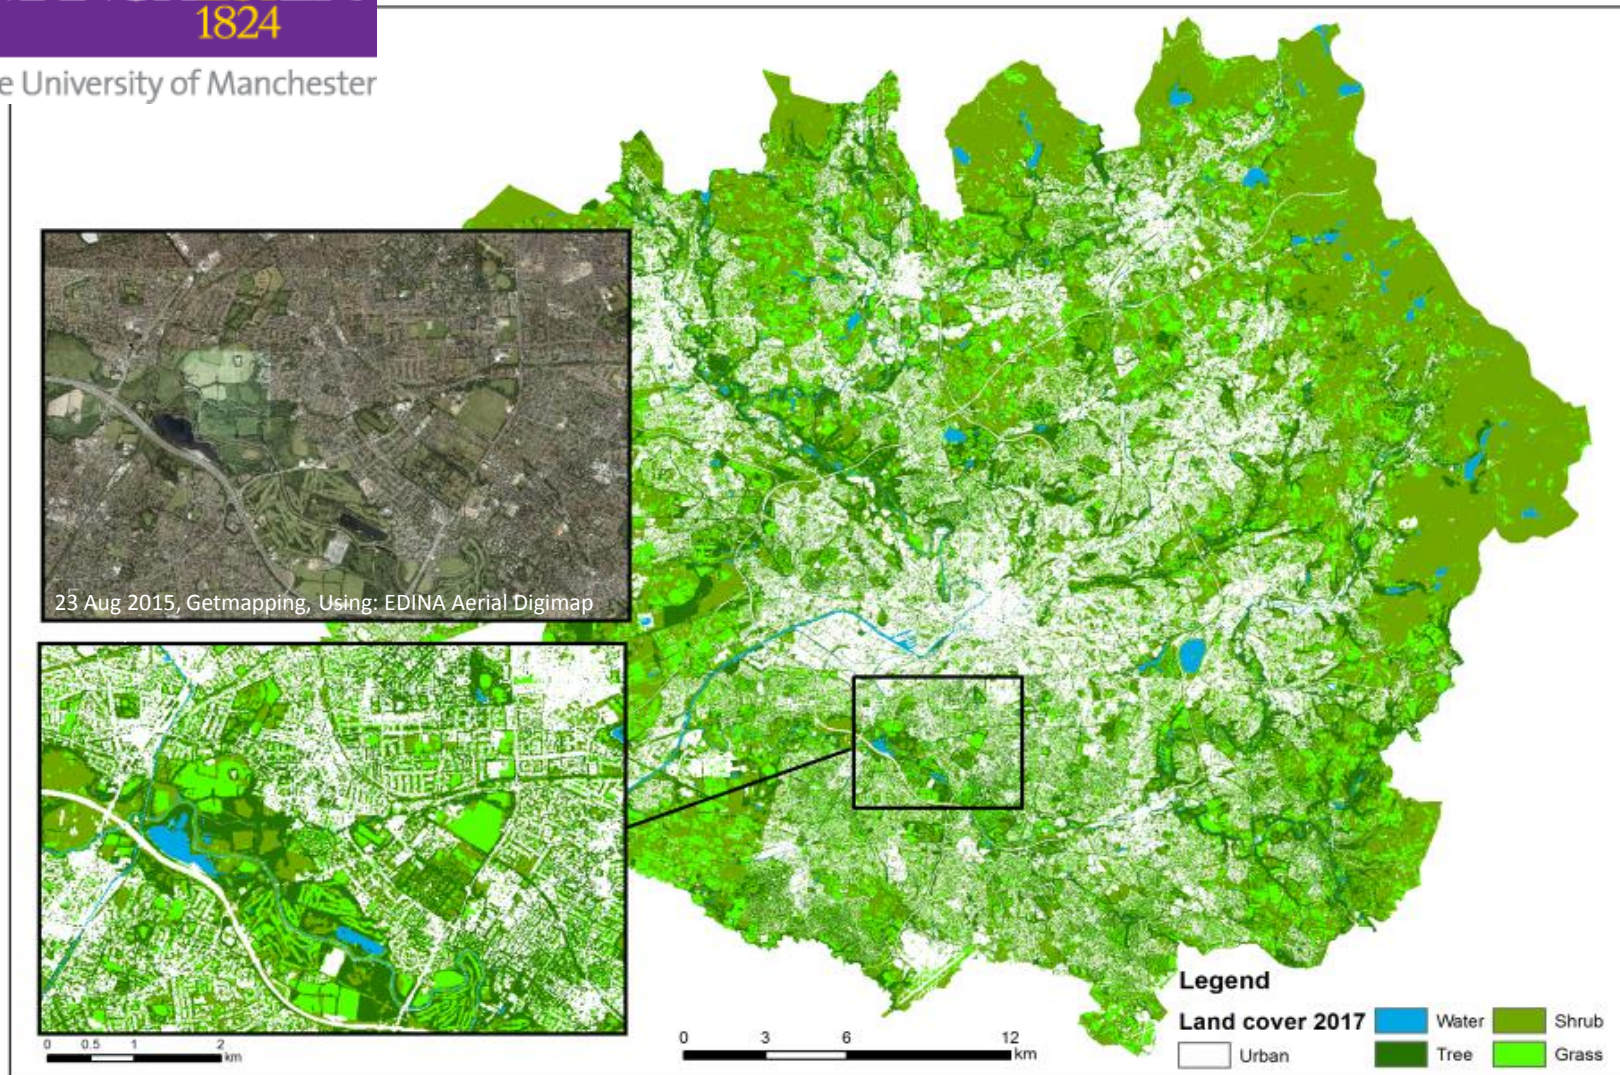 1824
University of Manchester
23 Aug 2015, Getmapping, Using: EDINA Aerial Digimap
0 0.5 1 2
km
0 3 6 12
km
Legend
Land cover 2017
Water
Shrub
Urban
Tree
Grass